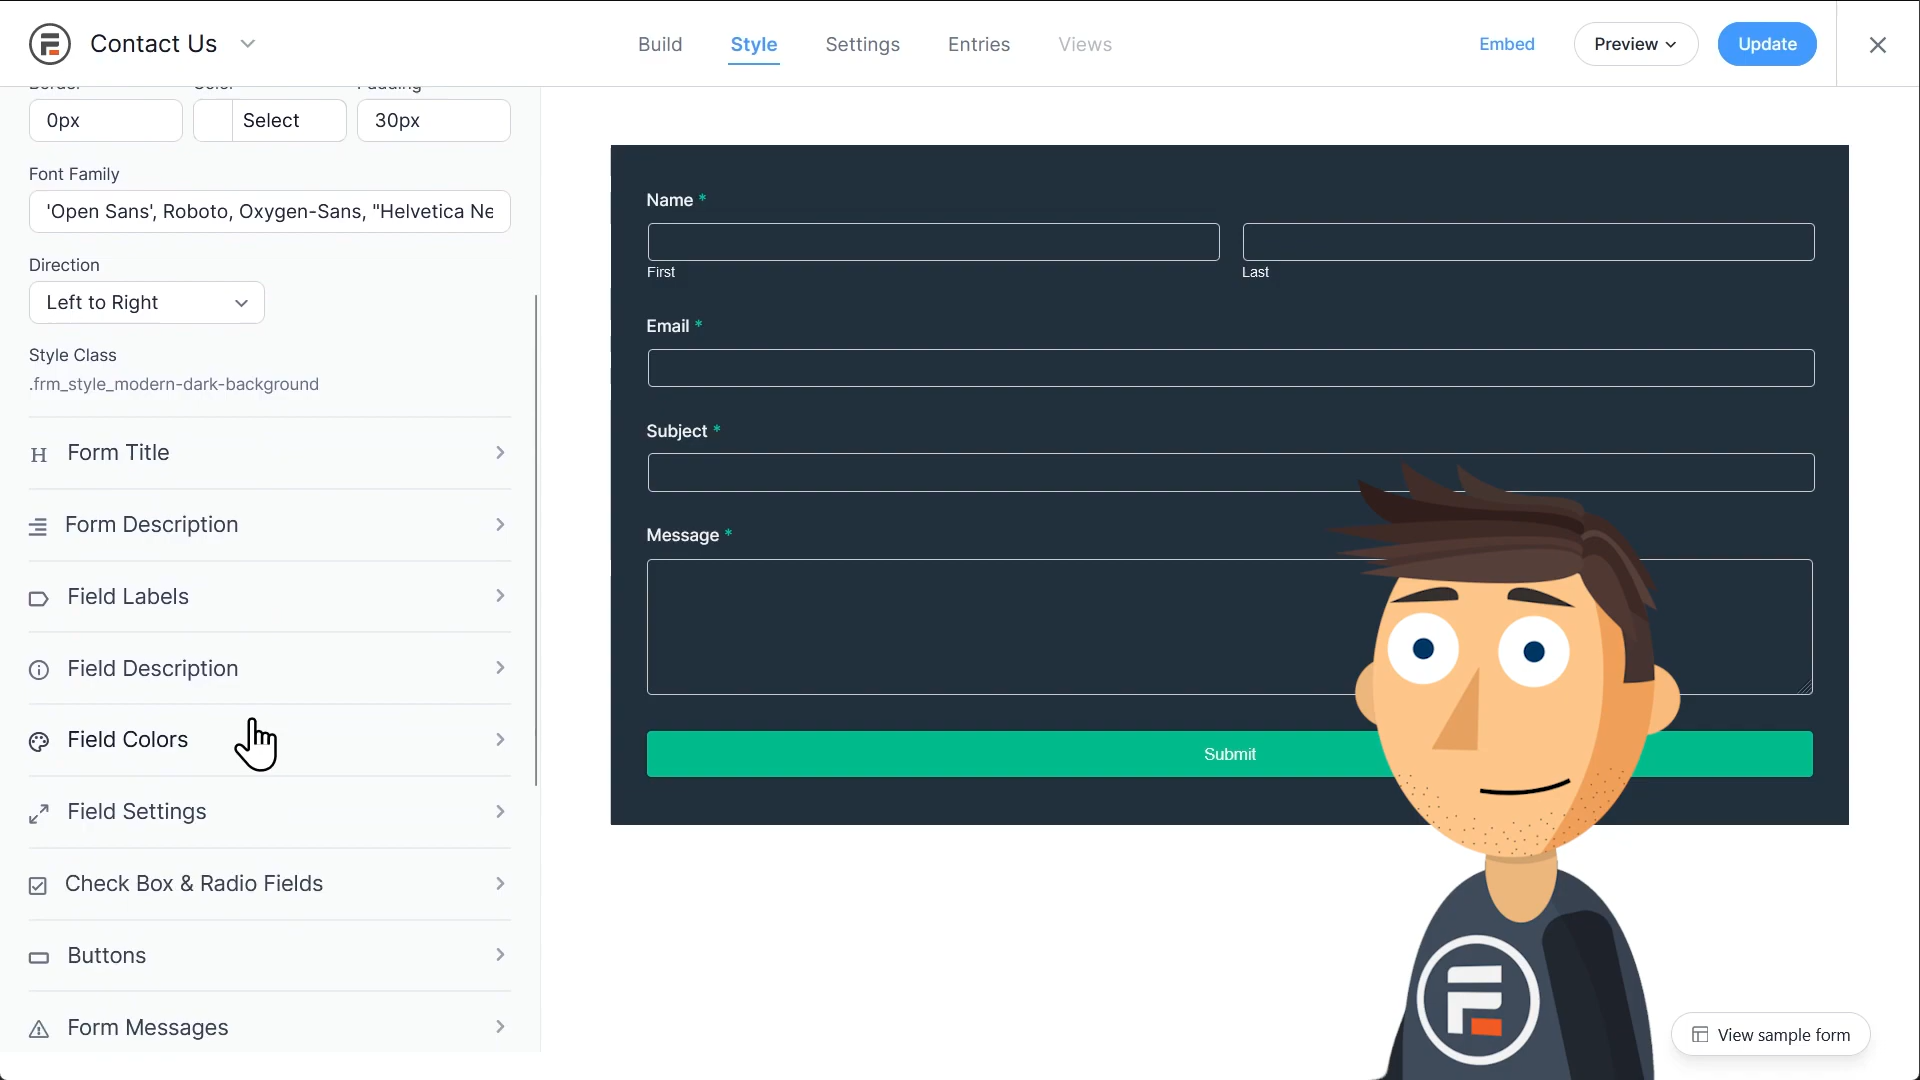 Contact Us
Build
Style
Settings
Entries
Views
Embed
Preview
Update
Border
Color
Padding
0px
Select
30px
Font Family
'Open Sans', Roboto, Oxygen-Sans, "Helvetica Ne
Direction
Left to Right
Style Class
.frm_style_modern-dark-background
H Form Title
Form Description
Field Labels
Field Description
Field Colors
Field Settings
Check Box & Radio Fields
Buttons
Form Messages
Name *
First
Last
Email *
Subject *
Message *
Submit
View sample form